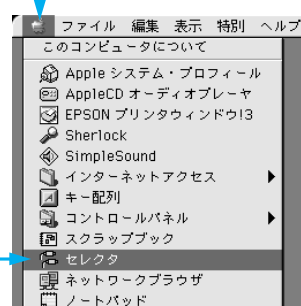 ファイル 編集 表示 特別 ヘルプ
このコンピュータについて
Apple システム・プロフィール
AppleCD オーディオプレーヤ
EPSON プリンタウィンドウ!3
Sherlock
SimpleSound
インターネットアクセス
キー配列
コントロールパネル
スクラップブック
セレクタ
ネットワークブラウザ
ノートパッド